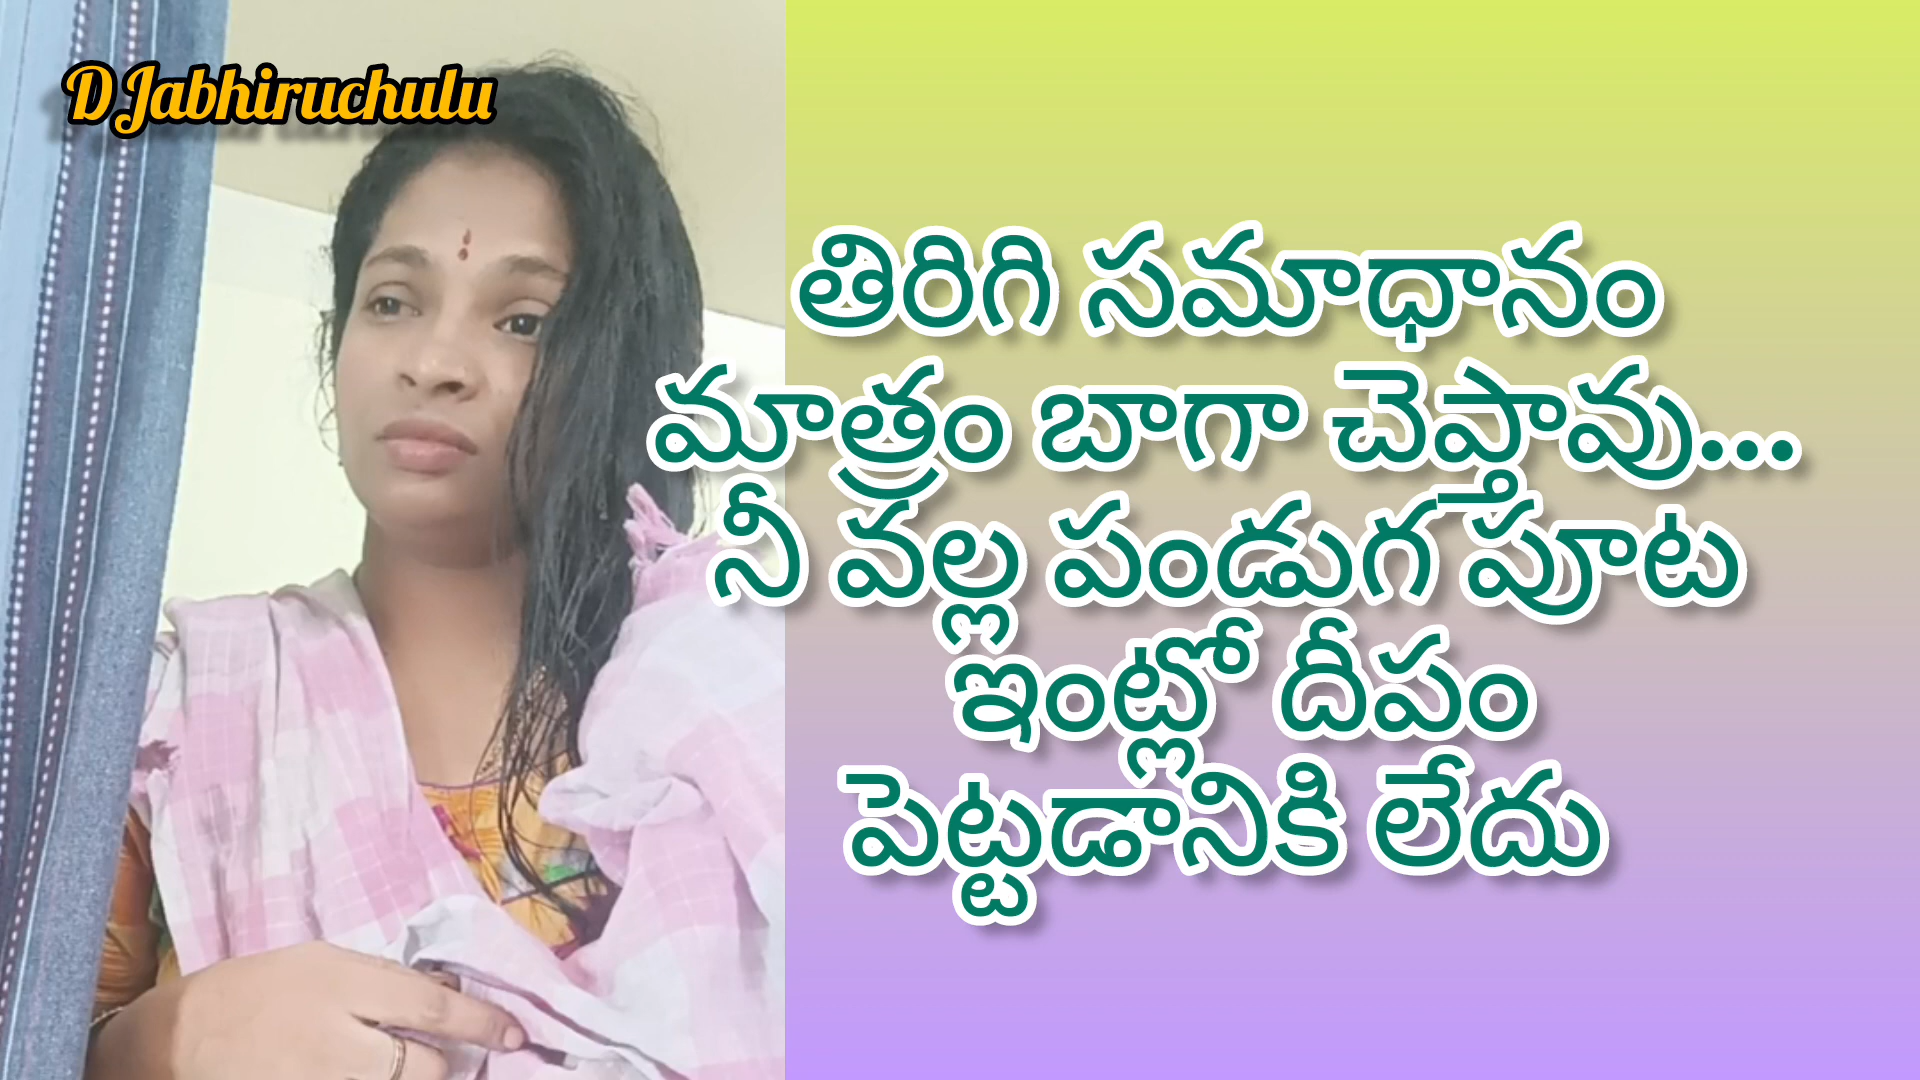 DJabhiruchulu
తిరిగి సమాధానం
మాత్రం బాగా చెప్తావు...
నీ వల్ల పండుగ పూట
ఇంట్లో దీపం
పెట్టడానికి లేదు